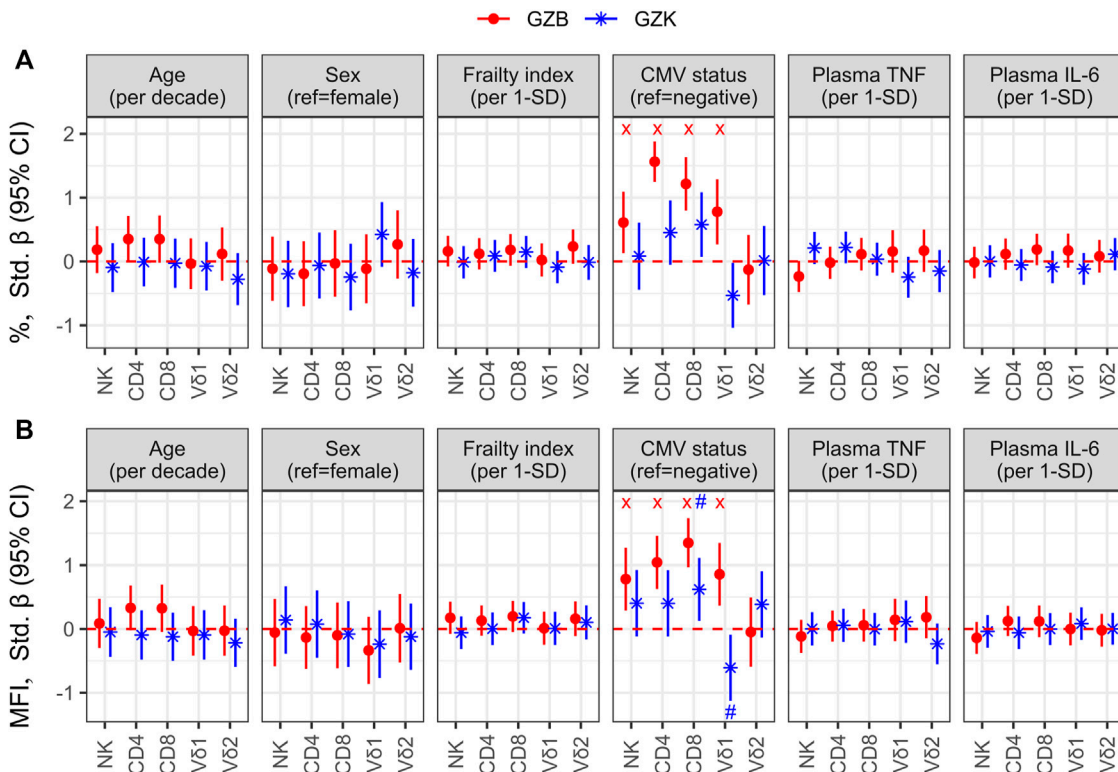 GZB GZK
A
Age
(per decade)
Sex
(ref=female)
Frailty index
(per 1-SD)
CMV status
(ref=negative)
Plasma TNF
(per 1-SD)
Plasma IL-6
(per 1-SD)
%, Std. β (95% CI)
2
1
0
-1
x x x x
NK CD4 CD8 Vδ1 Vδ2
NK CD4 CD8 Vδ1 Vδ2
NK CD4 CD8 Vδ1 Vδ2
NK CD4 CD8 Vδ1 Vδ2
NK CD4 CD8 Vδ1 Vδ2
NK CD4 CD8 Vδ1 Vδ2
B
Age
(per decade)
Sex
(ref=female)
Frailty index
(per 1-SD)
CMV status
(ref=negative)
Plasma TNF
(per 1-SD)
Plasma IL-6
(per 1-SD)
MFI, Std. β (95% CI)
2
1
0
-1
x x x # x
#
NK CD4 CD8 Vδ1 Vδ2
NK CD4 CD8 Vδ1 Vδ2
NK CD4 CD8 Vδ1 Vδ2
NK CD4 CD8 Vδ1 Vδ2
NK CD4 CD8 Vδ1 Vδ2
NK CD4 CD8 Vδ1 Vδ2